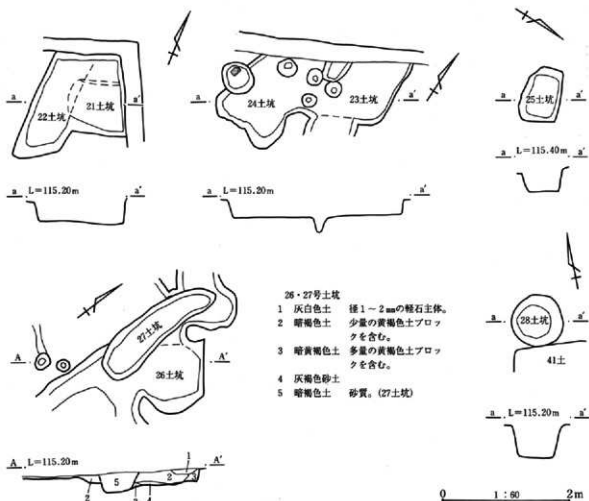 a
22土坑
21土坑
a'
a
24土坑
23土坑
a'
a
25土坑
a'
a L=115.20m a'
a L=115.20m a'
a L=115.40m a'
A
27土坑
26土坑
A'
26・27号土坑
1 灰白色土 径1～2㎜の軽石主体。
2 暗褐色土 少量の黄褐色土ブロッ
クを含む。
3 暗黄褐色土 多量の黄褐色土ブロッ
クを含む。
4 灰褐色砂土
5 暗褐色土 砂質。(27土坑)
a
28土坑
a'
41土
a L=115.20m a'
A L=115.20m A'
1
2
5
2
3
4
0 1:60 2m